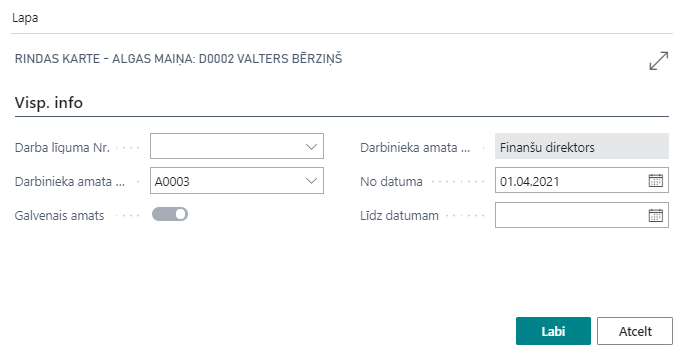 Lapa
RINDAS KARTE - ALGAS MAIŅA: D0002 VALTERS BĒRZIŅŠ
Visp. info
Darba līguma Nr.
Darbinieka amata ... Finanšu direktors
Darbinieka amata ... A0003
No datuma 01.04.2021
Galvenais amats
Līdz datumam
Labi Atcelt